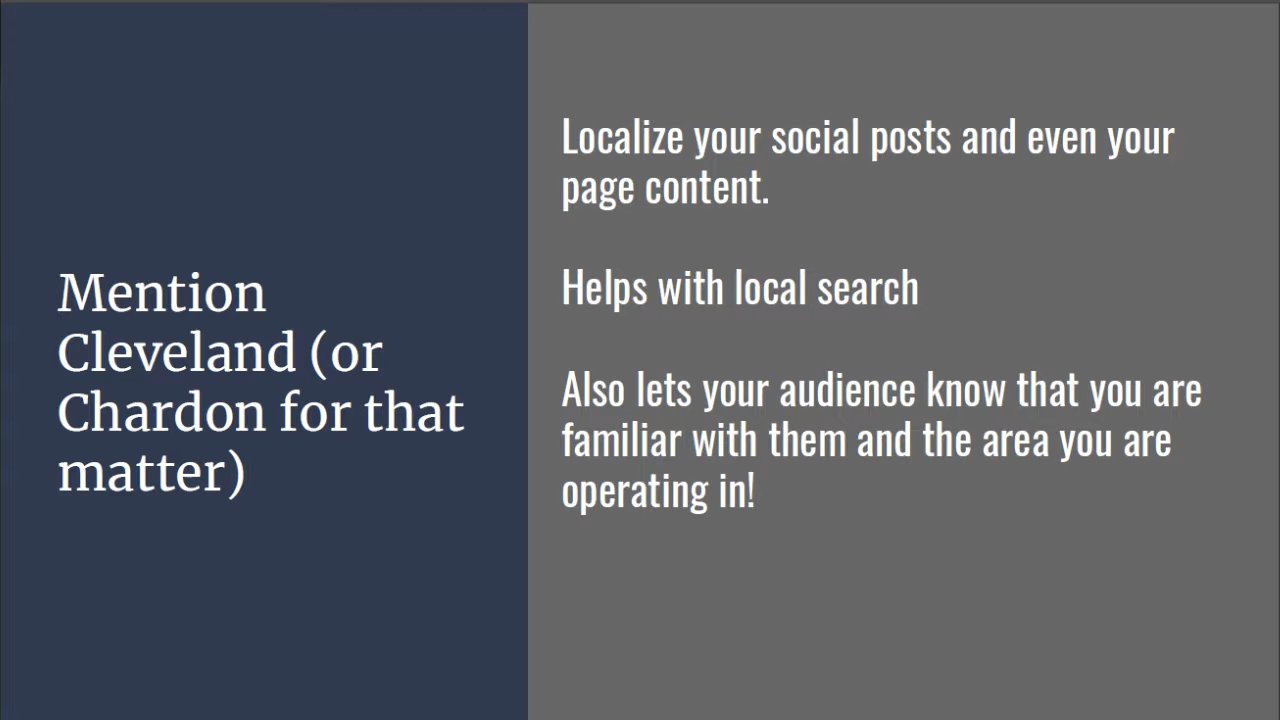 Mention
Cleveland (or
Chardon for that
matter)
Localize your social posts and even your
page content.
Helps with local search
Also lets your audience know that you are
familiar with them and the area you are
operating in!